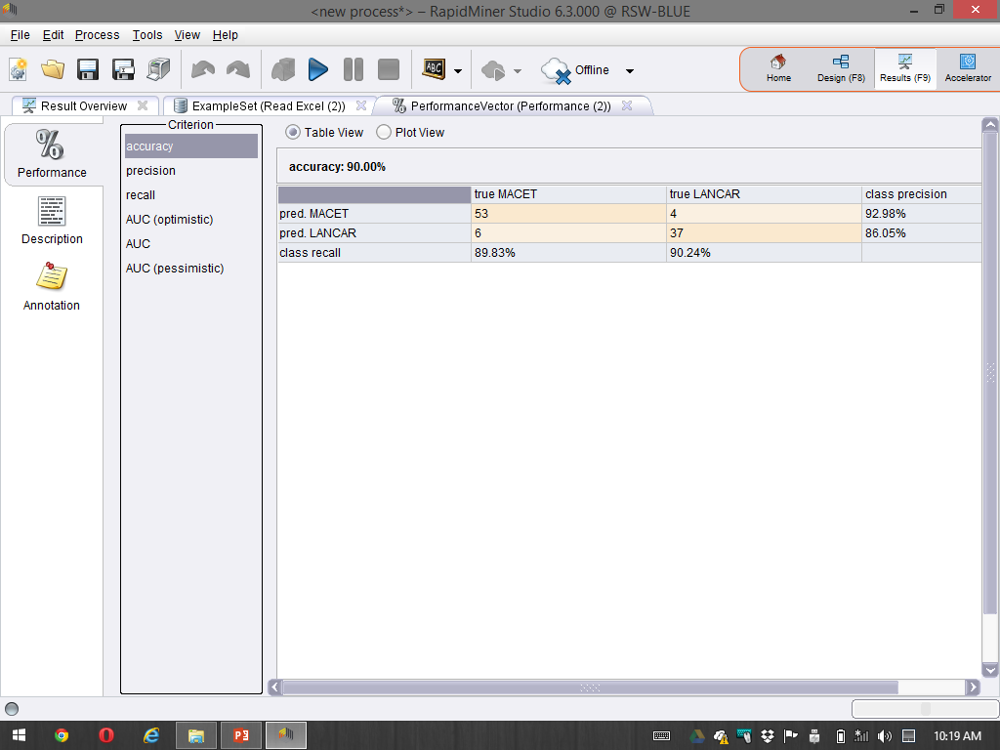 <new process*> – RapidMiner Studio 6.3.000 @ RSW-BLUE
File Edit Process Tools View Help
ABC Offline Home Design (F8) Results (F9) Accelerator
Result Overview ExampleSet (Read Excel (2)) PerformanceVector (Performance (2))
%
Performance
Description
Annotation
Criterion
accuracy
precision
recall
AUC (optimistic)
AUC
AUC (pessimistic)
Table View Plot View
accuracy: 90.00%
true MACET true LANCAR class precision
pred. MACET 53 4 92.98%
pred. LANCAR 6 37 86.05%
class recall 89.83% 90.24%
10:19 AM